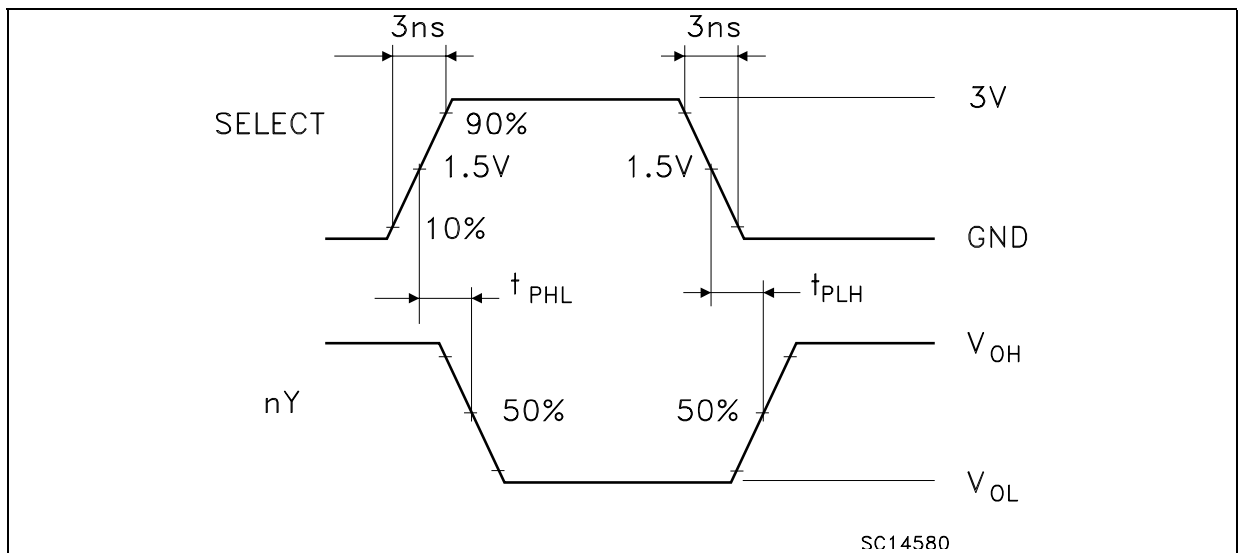 3ns 3ns
3V
SELECT 90%
1.5V 1.5V
10% GND
t PHL tPLH
VOH
nY 50% 50%
VOL
SC14580